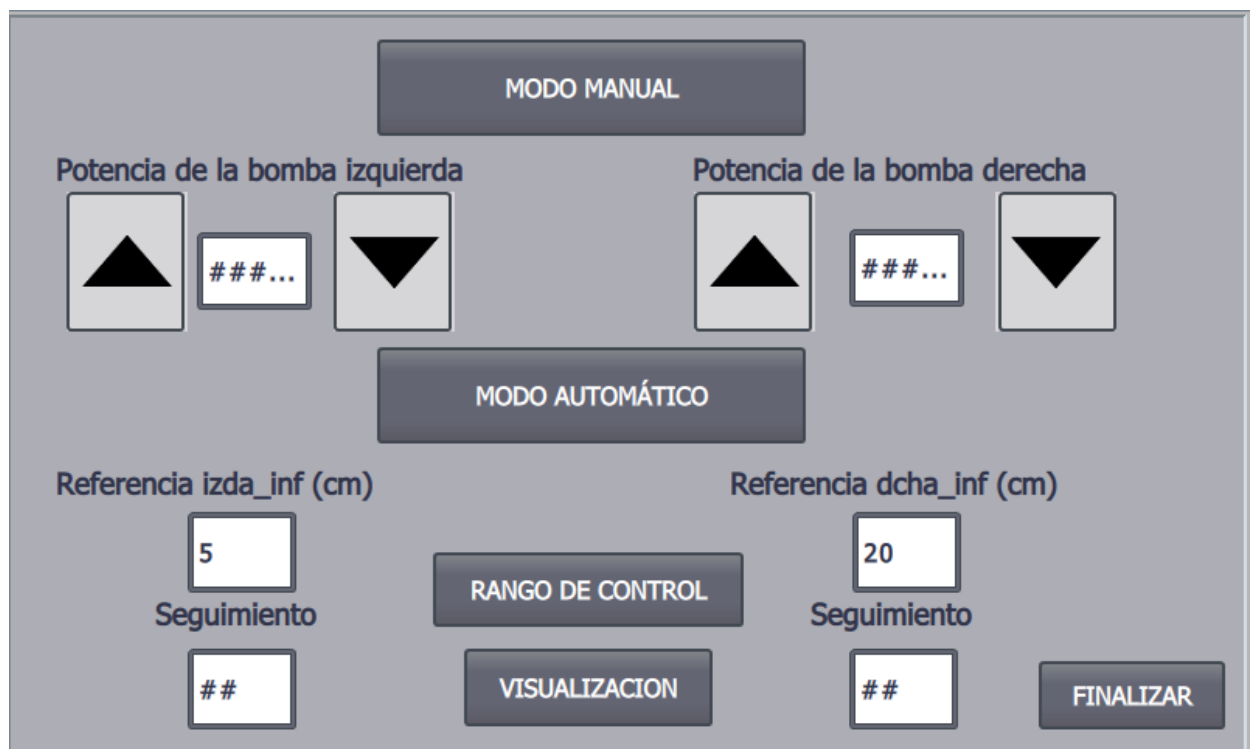 MODO MANUAL
Potencia de la bomba izquierda
Potencia de la bomba derecha
###...
###...
MODO AUTOMÁTICO
Referencia izda_inf (cm)
Referencia dcha_inf (cm)
5
20
RANGO DE CONTROL
Seguimiento
Seguimiento
##
VISUALIZACION
##
FINALIZAR